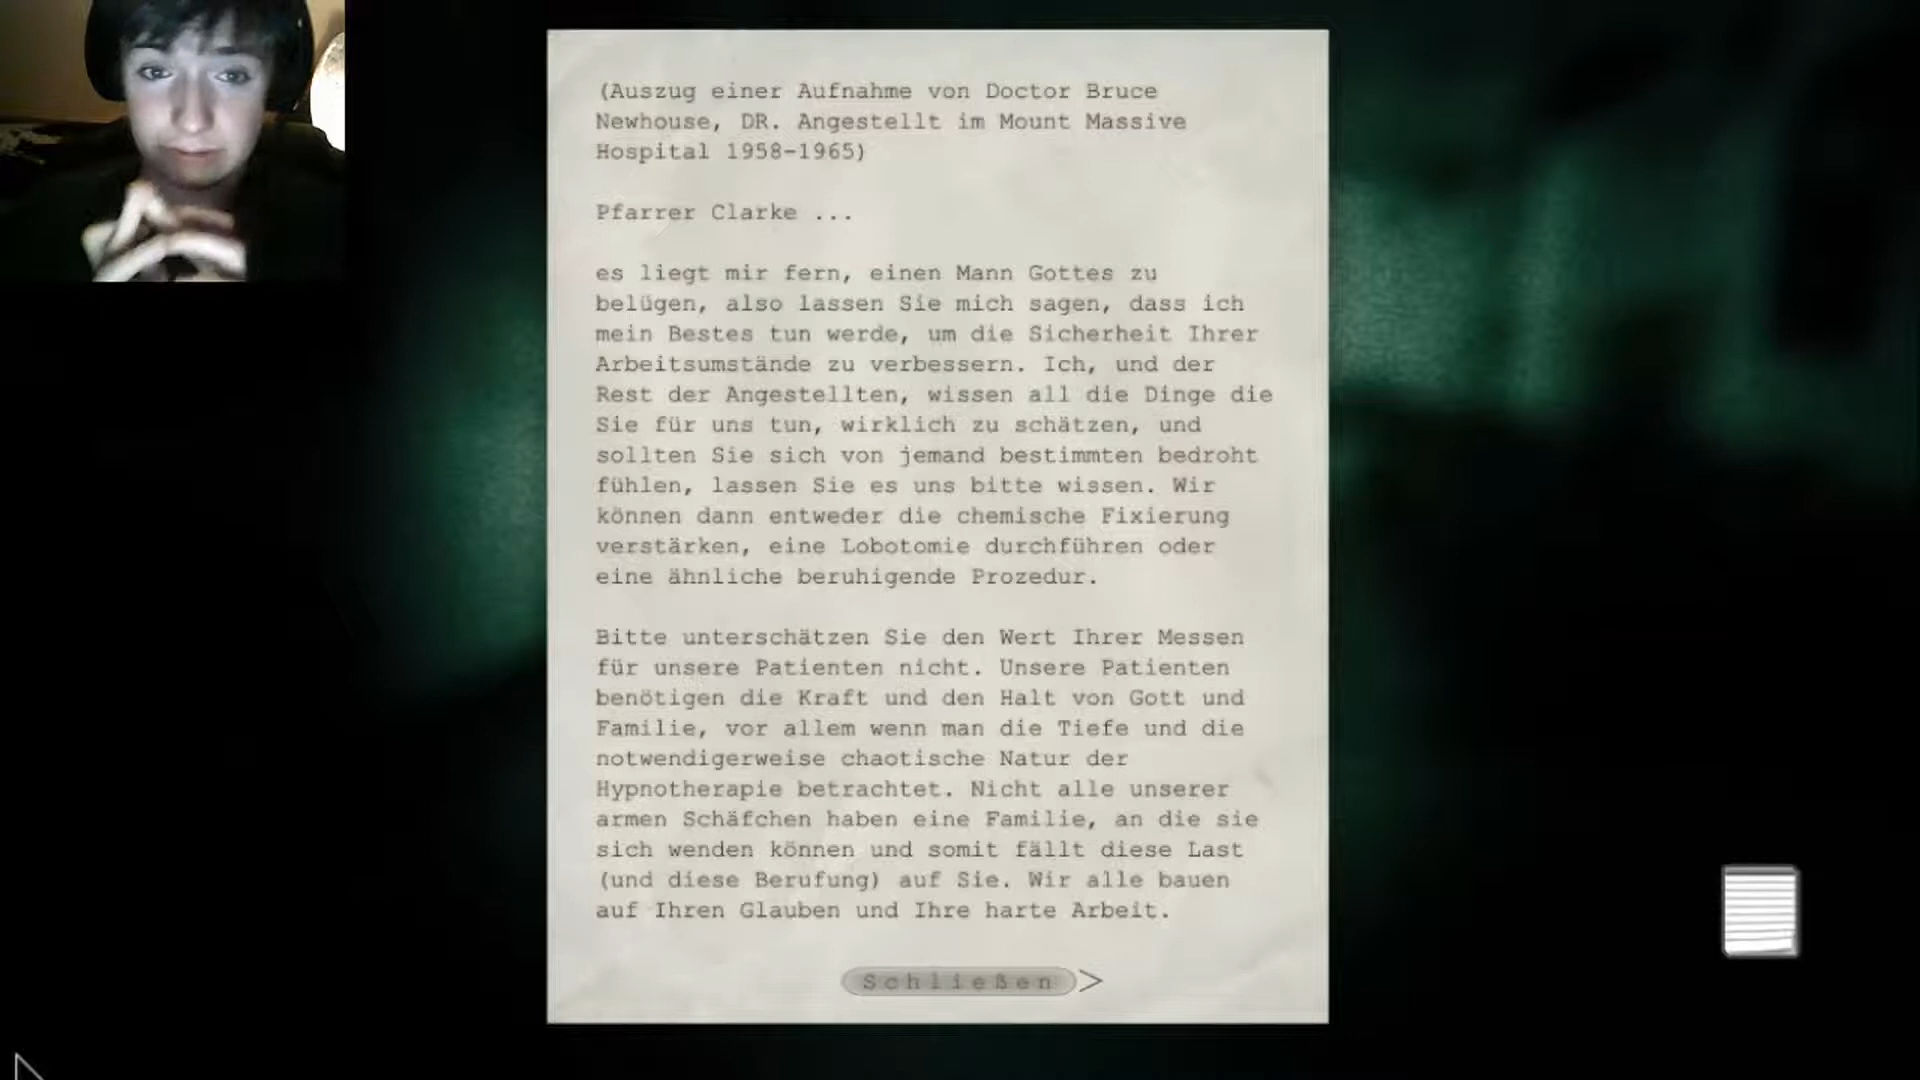 (Auszug einer Aufnahme von Doctor Bruce
Newhouse, DR. Angestellt im Mount Massive
Hospital 1958-1965)
Pfarrer Clarke ...
es liegt mir fern, einen Mann Gottes zu
belügen, also lassen Sie mich sagen, dass ich
mein Bestes tun werde, um die Sicherheit Ihrer
Arbeitsumstände zu verbessern. Ich, und der
Rest der Angestellten, wissen all die Dinge die
Sie für uns tun, wirklich zu schätzen, und
sollten Sie sich von jemand bestimmten bedroht
fühlen, lassen Sie es uns bitte wissen. Wir
können dann entweder die chemische Fixierung
verstärken, eine Lobotomie durchführen oder
eine ähnliche beruhigende Prozedur.
Bitte unterschätzen Sie den Wert Ihrer Messen
für unsere Patienten nicht. Unsere Patienten
benötigen die Kraft und den Halt von Gott und
Familie, vor allem wenn man die Tiefe und die
notwendigerweise chaotische Natur der
Hypnotherapie betrachtet. Nicht alle unserer
armen Schäfchen haben eine Familie, an die sie
sich wenden können und somit fällt diese Last
(und diese Berufung) auf Sie. Wir alle bauen
auf Ihren Glauben und Ihre harte Arbeit.
Schließen >